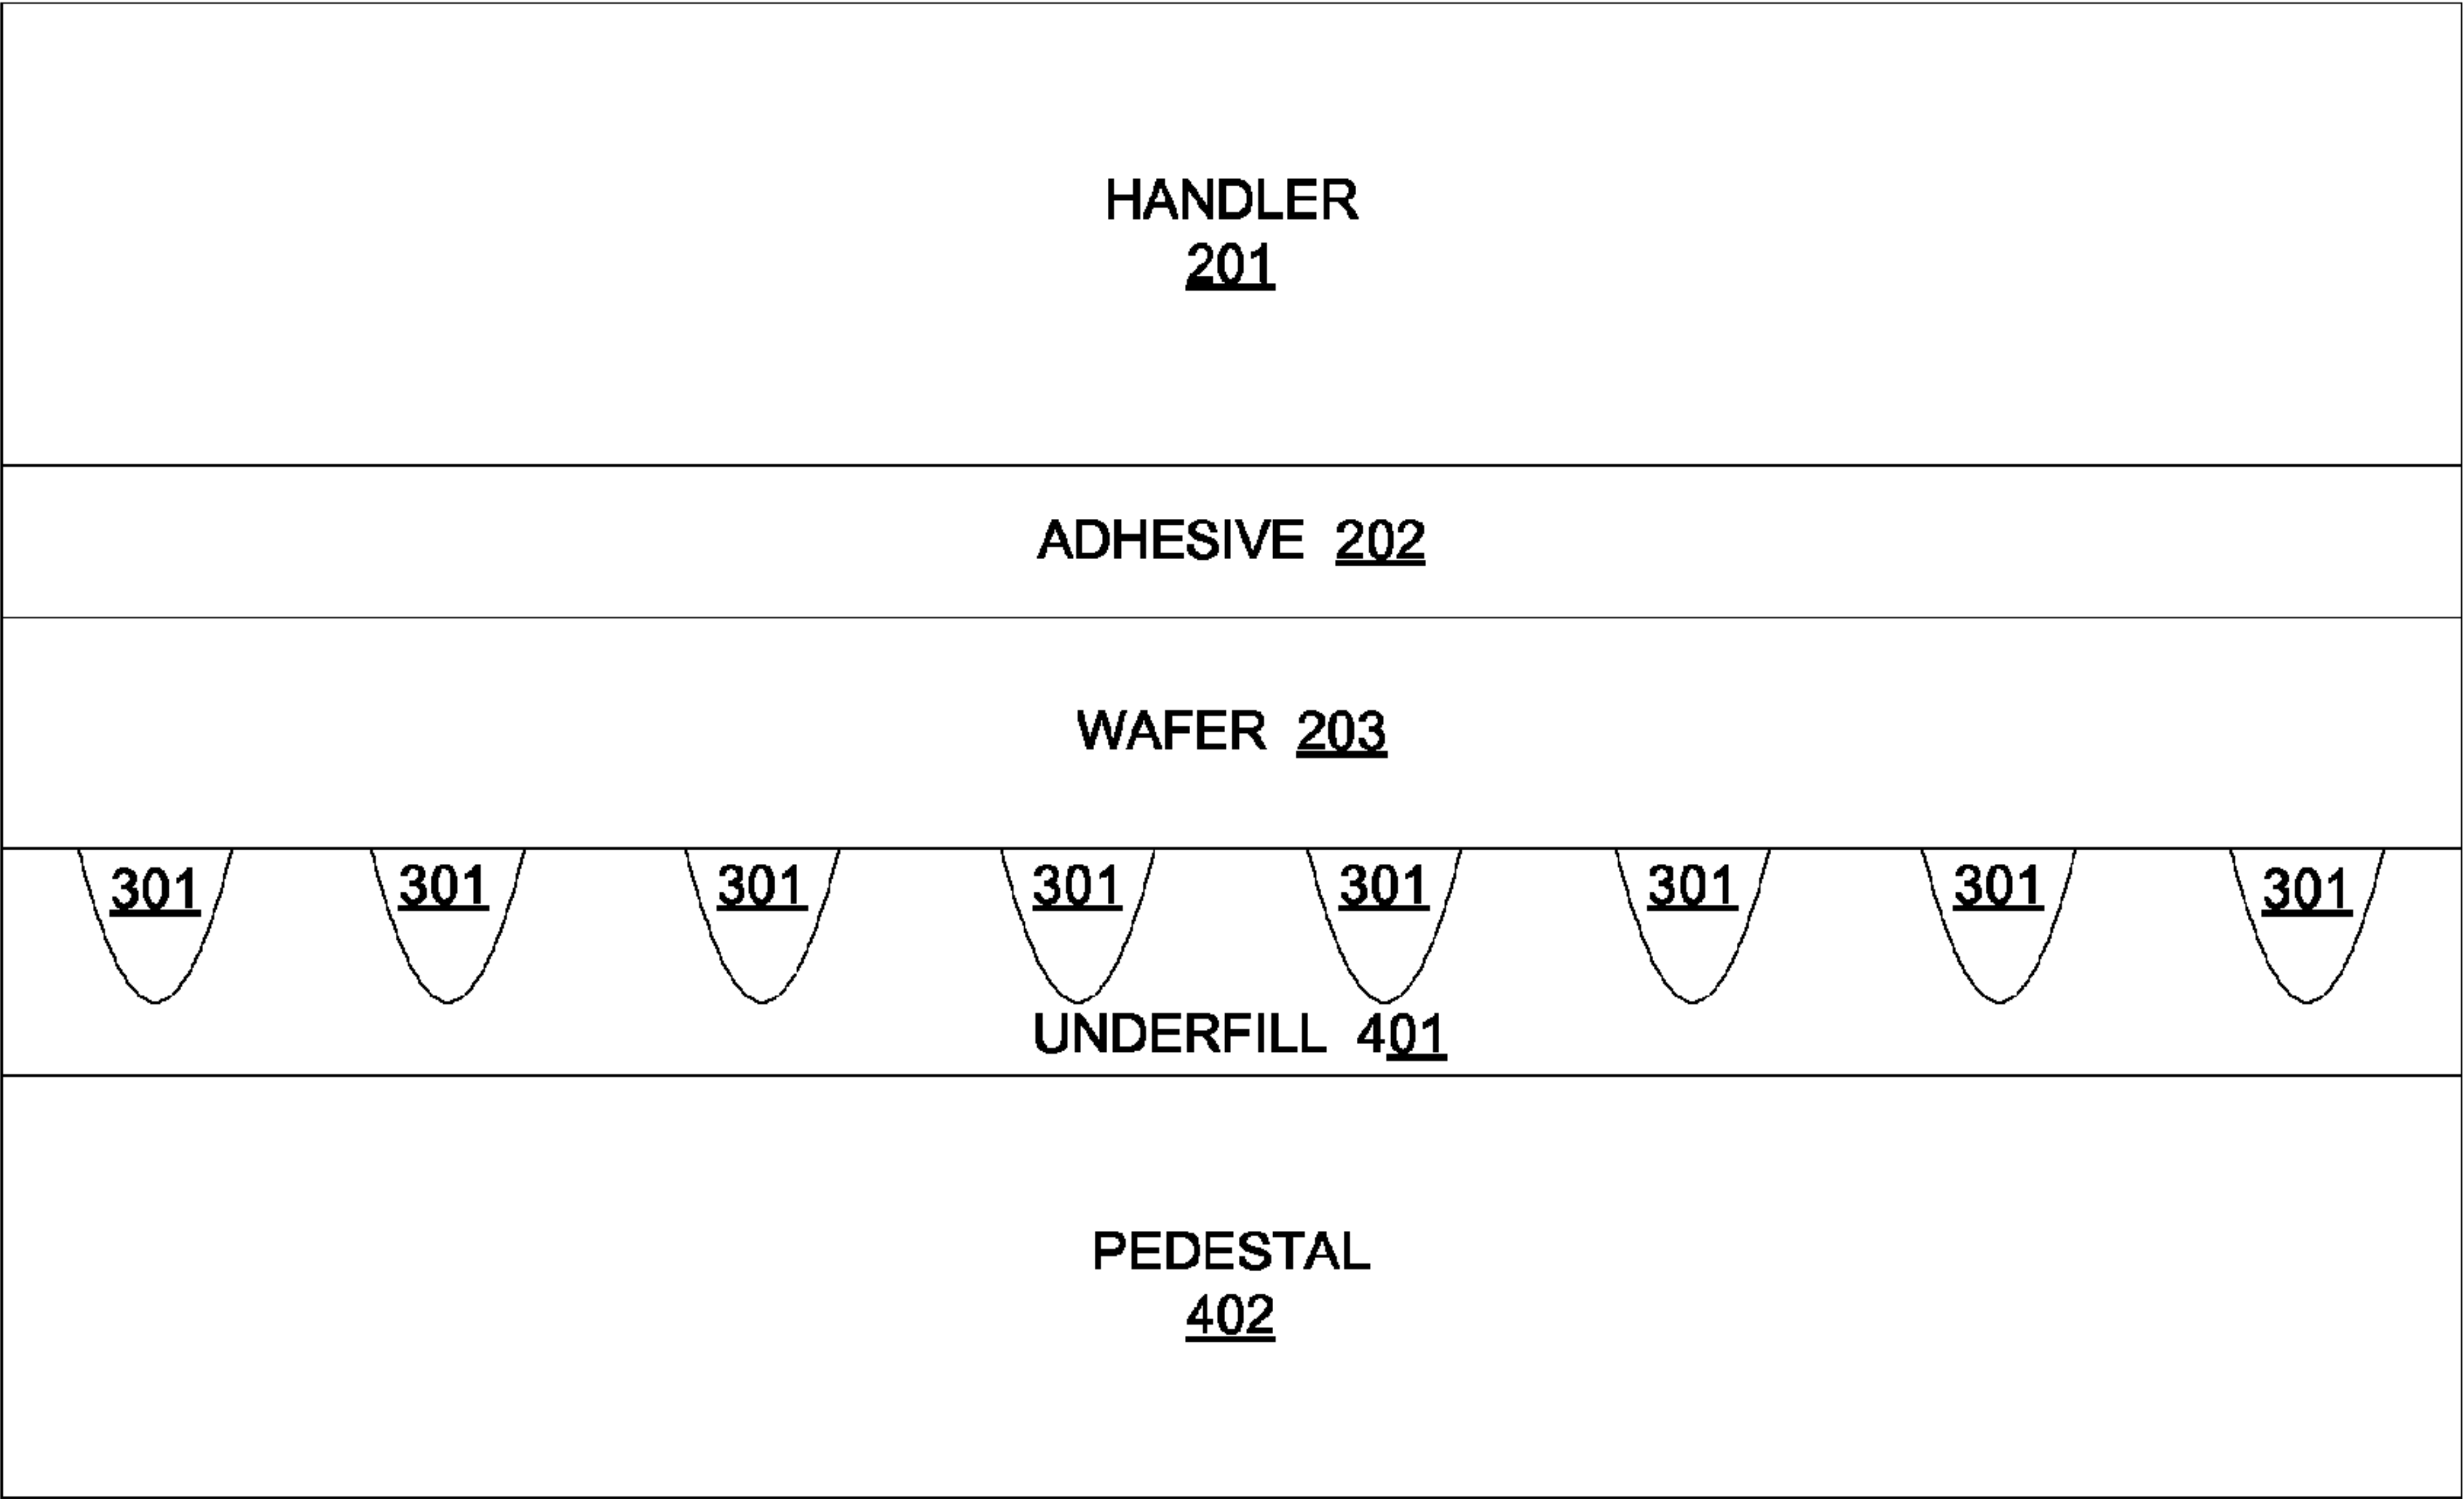 HANDLER
201
ADHESIVE 202
WAFER 203
301 301 301 301 301 301 301 301
UNDERFILL 401
PEDESTAL
402